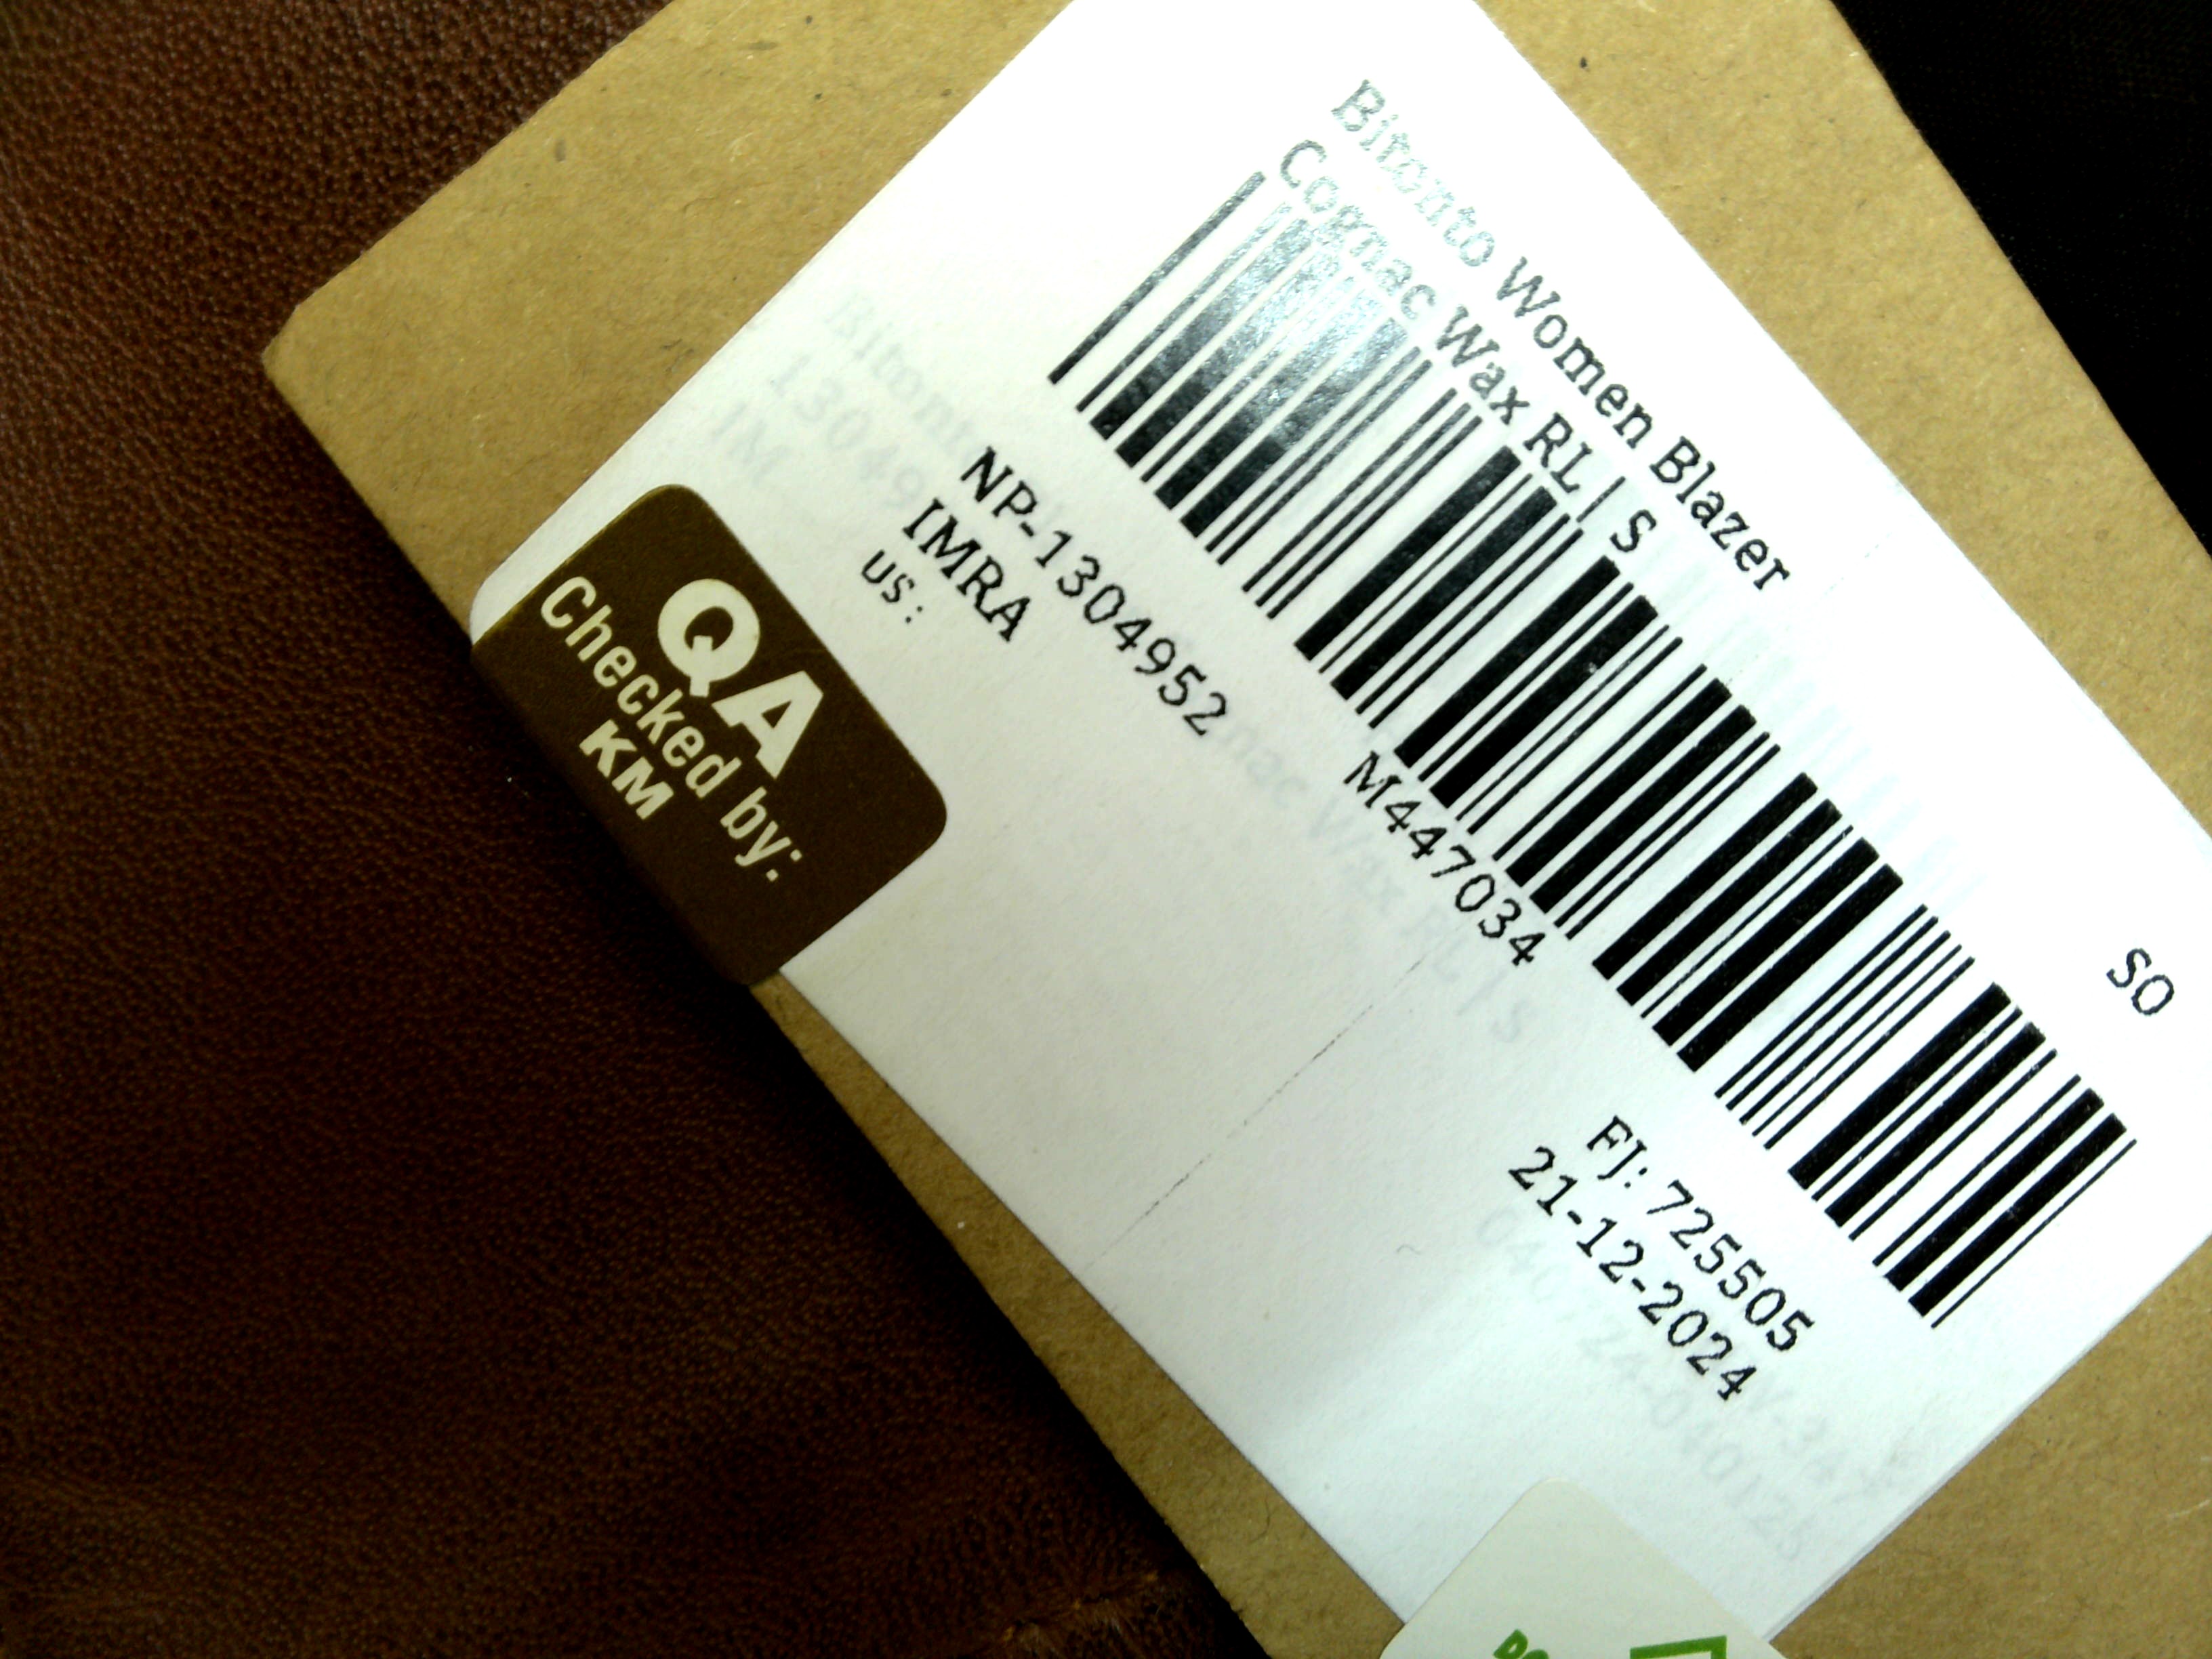 Bitonto Women Blazer
Cognac Wax RL | S
SO
NP-1304952
M447034
FJ: 725505
IMRA
21-12-2024
US:
QA
Checked by:
KM